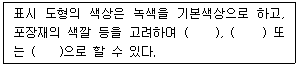 표시 도형의 색상은 녹색을 기본색상으로 하고,
포장재의 색깔 등을 고려하여 (    ), (    ) 또
는 (    )으로 할 수 있다.